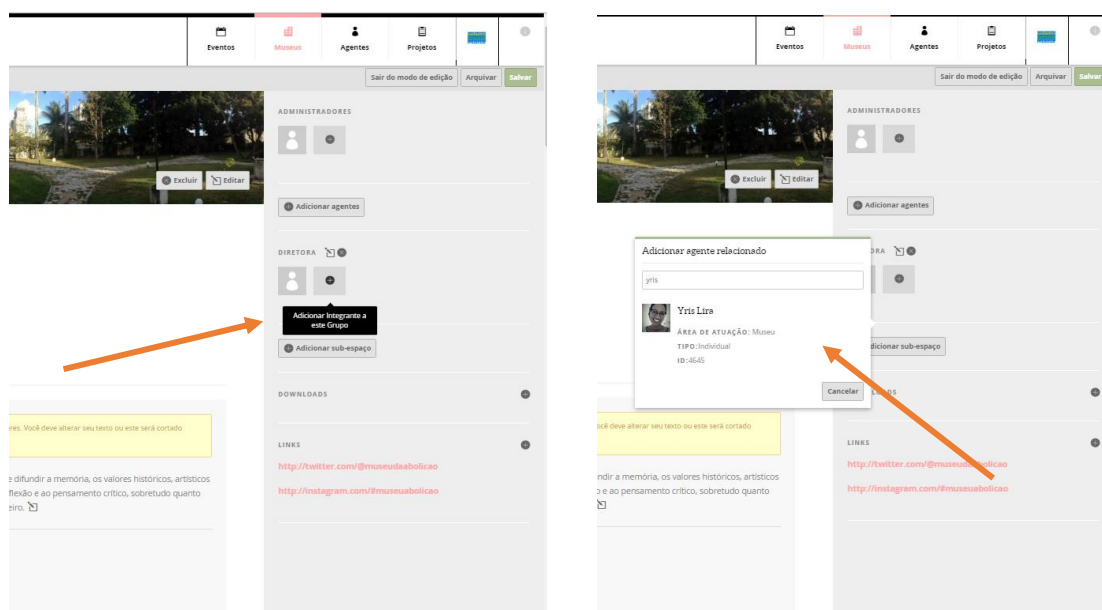 Eventos
Museus
Agentes
Projetos
Sair do modo de edição
Arquivar
Salvar
ADMINISTRADORES
Excluir
Editar
Adicionar agentes
DIRETORA
Adicionar Integrante a
este Grupo
Adicionar sub-espaço
DOWNLOADS
res. Você deve alterar seu texto ou este será cortado
LINKS
http://twitter.com/@museudaabolicao
e difundir a memória, os valores históricos, artísticos
http://instagram.com/#museuabolicao
flexão e ao pensamento crítico, sobretudo quanto
eiro.
Eventos
Museus
Agentes
Projetos
Sair do modo de edição
Arquivar
Salvar
ADMINISTRADORES
Excluir
Editar
Adicionar agentes
Adicionar agente relacionado
ORA
yris
Yris Lira
ÁREA DE ATUAÇÃO: Museu
TIPO:Individual
ID:4645
dicionar sub-espaço
Cancelar
LOADS
ocê deve alterar seu texto ou este será cortado
LINKS
http://twitter.com/@museudaabolicao
ndir a memória, os valores históricos, artísticos
http://instagram.com/#museuabolicao
o e ao pensamento crítico, sobretudo quanto